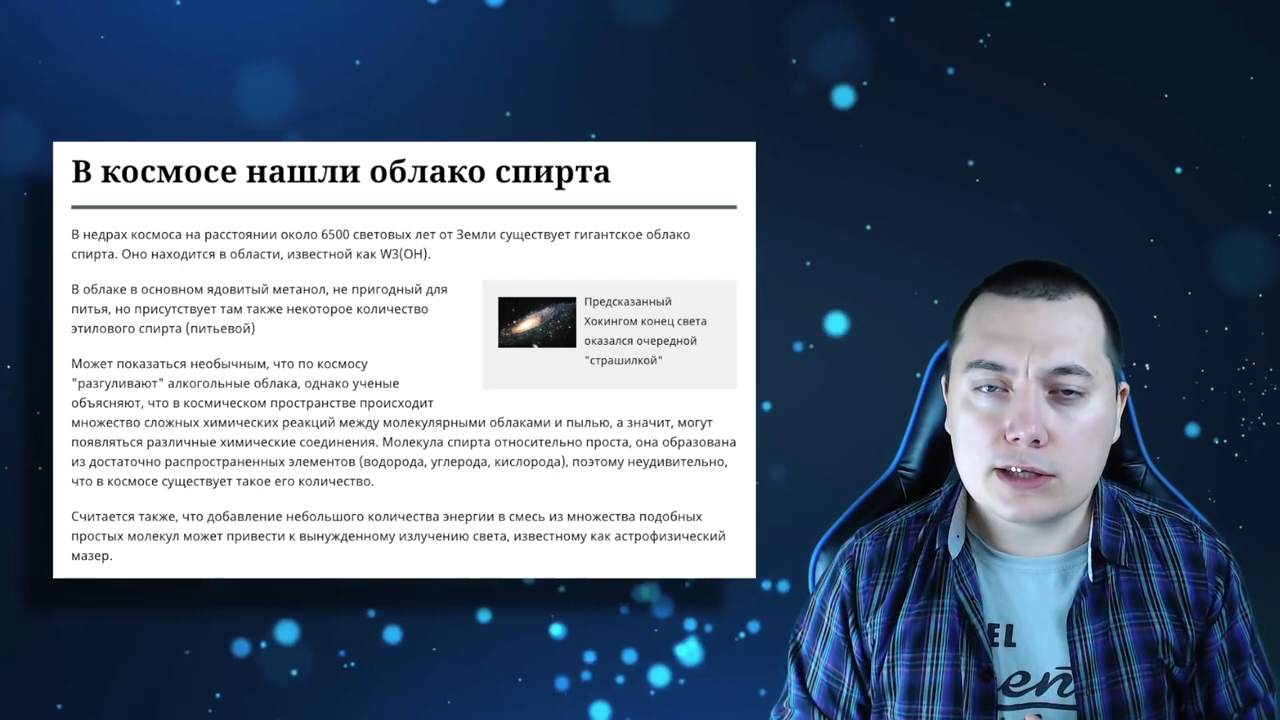 В космосе нашли облако спирта
В недрах космоса на расстоянии около 6500 световых лет от Земли существует гигантское облако
спирта. Оно находится в области, известной как W3(OH).
В облаке в основном ядовитый метанол, не пригодный для
питья, но присутствует там также некоторое количество
этилового спирта (питьевой)
Предсказанный
Хокингом конец света
оказался очередной
"страшилкой"
Может показаться необычным, что по космосу
"разгуливают" алкогольные облака, однако ученые
объясняют, что в космическом пространстве происходит
множество сложных химических реакций между молекулярными облаками и пылью, а значит, могут
появляться различные химические соединения. Молекула спирта относительно проста, она образована
из достаточно распространенных элементов (водорода, углерода, кислорода), поэтому неудивительно,
что в космосе существует такое его количество.
Считается также, что добавление небольшого количества энергии в смесь из множества подобных
простых молекул может привести к вынужденному излучению света, известному как астрофизический
мазер.